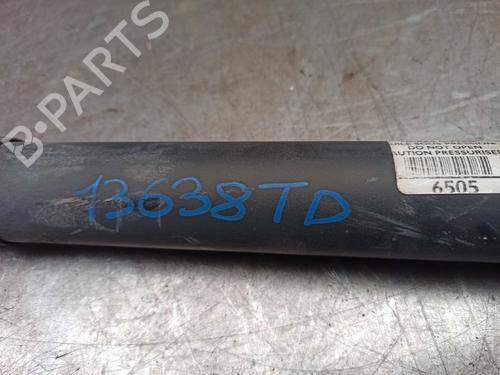 B-PARTS
DO NOT OPEN
CAUTION PRESSURISED
6505
13638TD